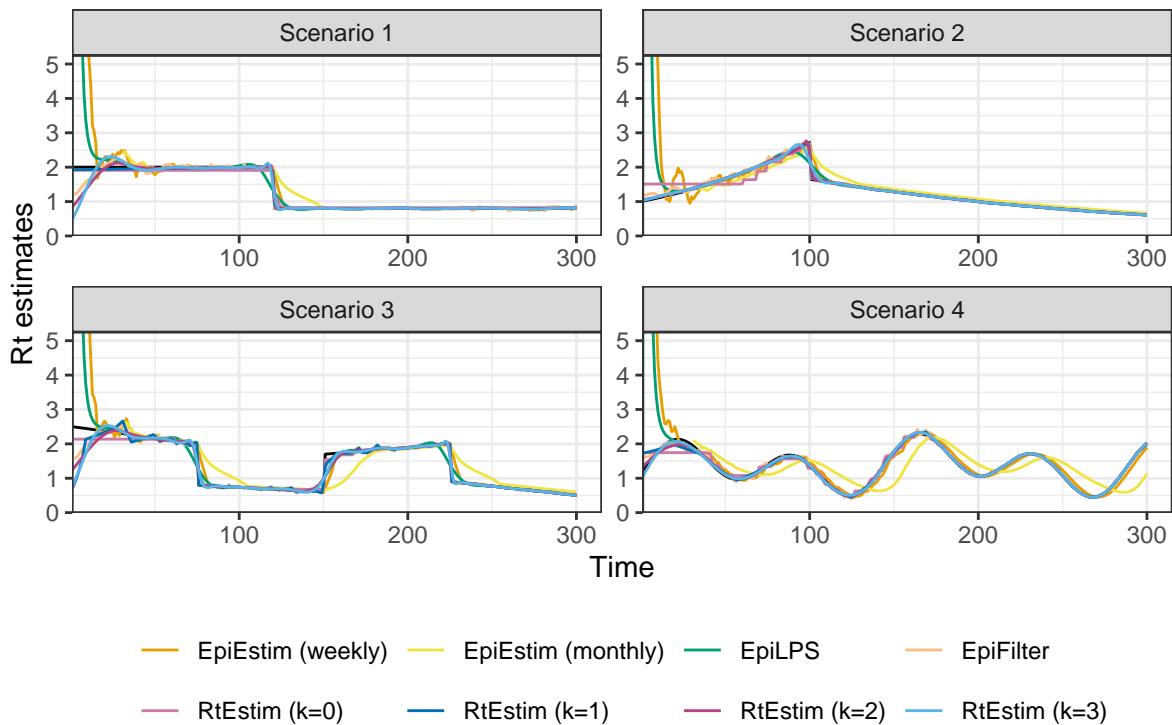 Scenario 1
Scenario 2
5
4
3
2
1
0
100
200
300
5
4
3
2
1
0
100
200
300
Scenario 3
Scenario 4
5
4
3
2
1
0
100
200
300
5
4
3
2
1
0
100
200
300
Rt estimates
Time
EpiEstim (weekly)
EpiEstim (monthly)
EpiLPS
EpiFilter
RtEstim (k=0)
RtEstim (k=1)
RtEstim (k=2)
RtEstim (k=3)